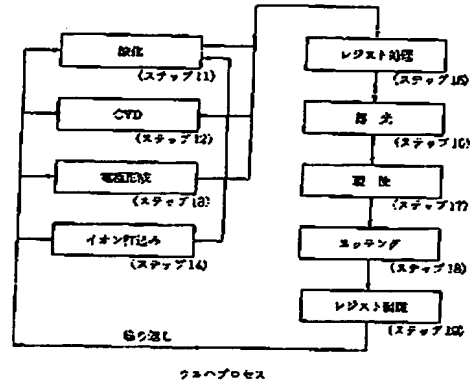 酸化
(ステップ11)
CVD
(ステップ12)
電極形成
(ステップ13)
イオン打込み
(ステップ14)
レジスト処理
(ステップ15)
露光
(ステップ16)
現像
(ステップ17)
エッチング
(ステップ18)
レジスト剥離
(ステップ19)
繰り返し
ウエハプロセス